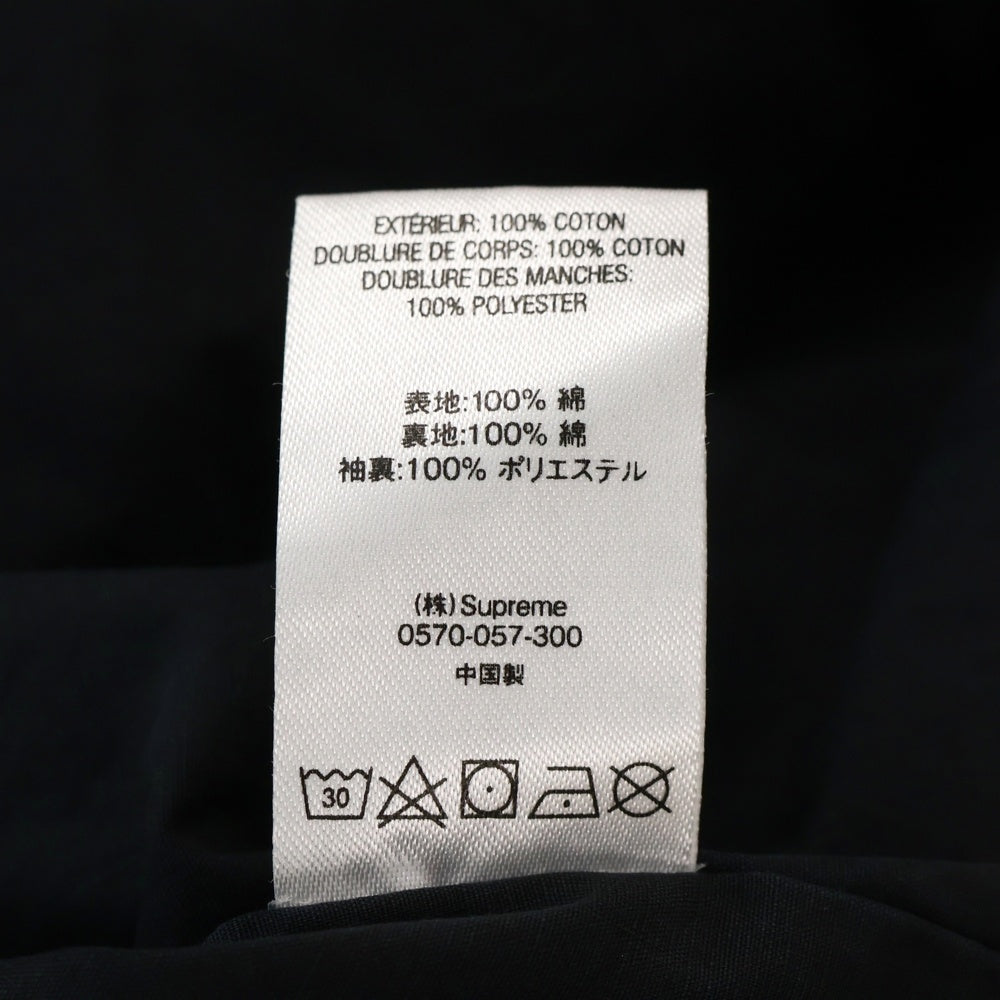 EXTÉRIEUR: 100% COTON
DOUBLURE DE CORPS: 100% COTON
DOUBLURE DES MANCHES:
100% POLYESTER
表地:100% 綿
裏地:100% 綿
袖裏:100% ポリエステル
(株)Supreme
0570-057-300
中国製
30